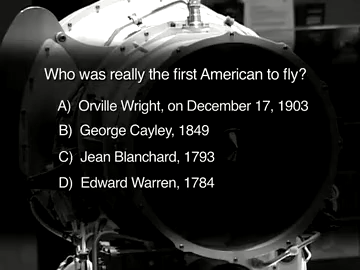 Who was really the first American to fly?
A) Orville Wright, on December 17, 1903
B) George Cayley, 1849
C) Jean Blanchard, 1793
D) Edward Warren, 1784